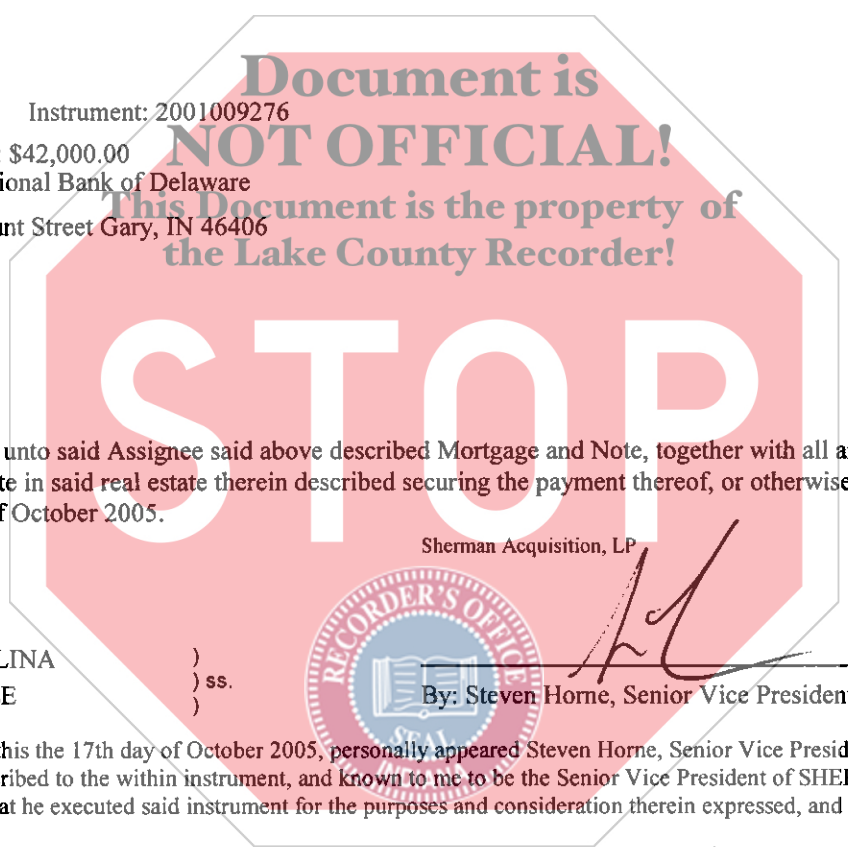 Document is
Instrument: 2001009276
NOT OFFICIAL!
$42,000.00
ional Bank of Delaware
This Document is the property of
nt Street Gary, IN 46406
the Lake County Recorder!
STOP
unto said Assignee said above described Mortgage and Note, together with all a
te in said real estate therein described securing the payment thereof, or otherwise
f October 2005.
Sherman Acquisition, LP
RECORDER'S OFFICE
LINA )
E ) ss.
)
By: Steven Horne, Senior Vice Presiden
SEAL
his the 17th day of October 2005, personally appeared Steven Horne, Senior Vice Presid
ribed to the within instrument, and known to me to be the Senior Vice President of SHE
at he executed said instrument for the purposes and consideration therein expressed, and